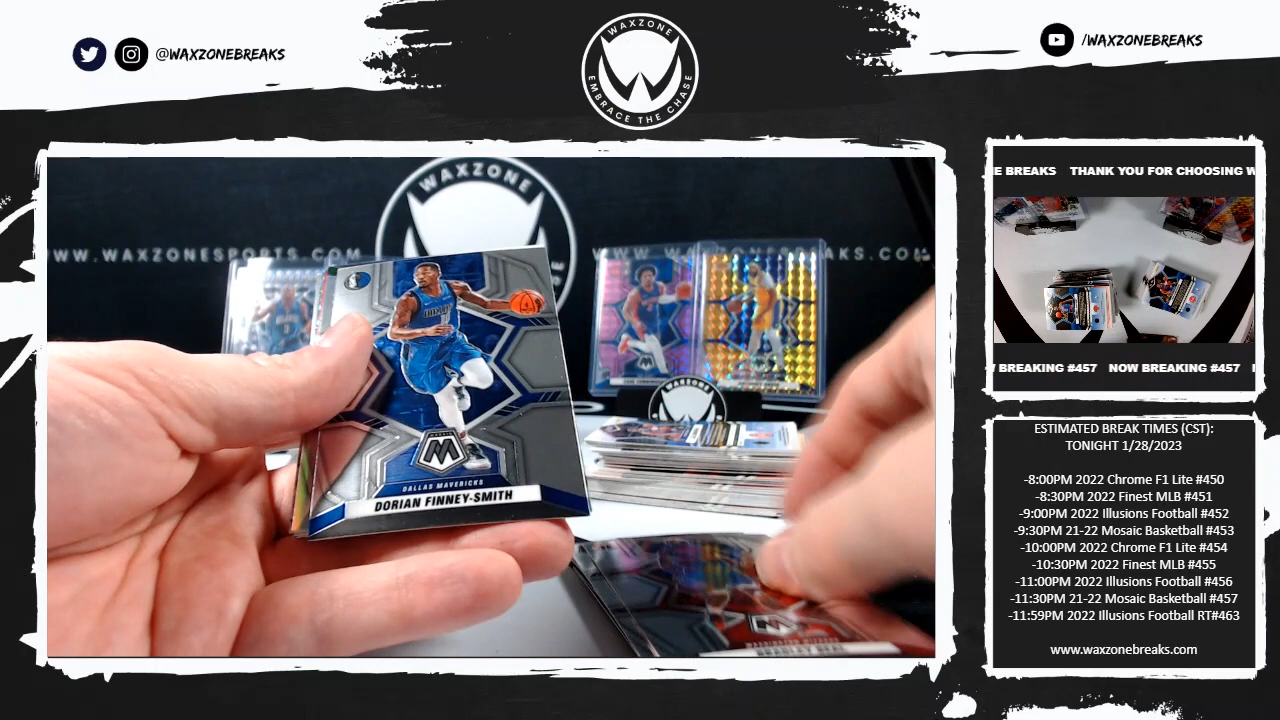 @WAXZONEBREAKS
WAXZONE
EMBRACE THE CHASE
/WAXZONEBREAKS
WAXZONE
WWW.WAXZONESPORTS.COM
DALLAS MAVERICKS
DORIAN FINNEY-SMITH
WAXZONE
E BREAKS THANK YOU FOR CHOOSING W
BREAKING #457 NOW BREAKING #457
ESTIMATED BREAK TIMES (CST):
TONIGHT 1/28/2023
-8:00PM 2022 Chrome F1 Lite #450
-8:30PM 2022 Finest MLB #451
-9:00PM 2022 Illusions Football #452
-9:30PM 21-22 Mosaic Basketball #453
-10:00PM 2022 Chrome F1 Lite #454
-10:30PM 2022 Finest MLB #455
-11:00PM 2022 Illusions Football #456
-11:30PM 21-22 Mosaic Basketball #457
-11:59PM 2022 Illusions Football RT#463
www.waxzonebreaks.com